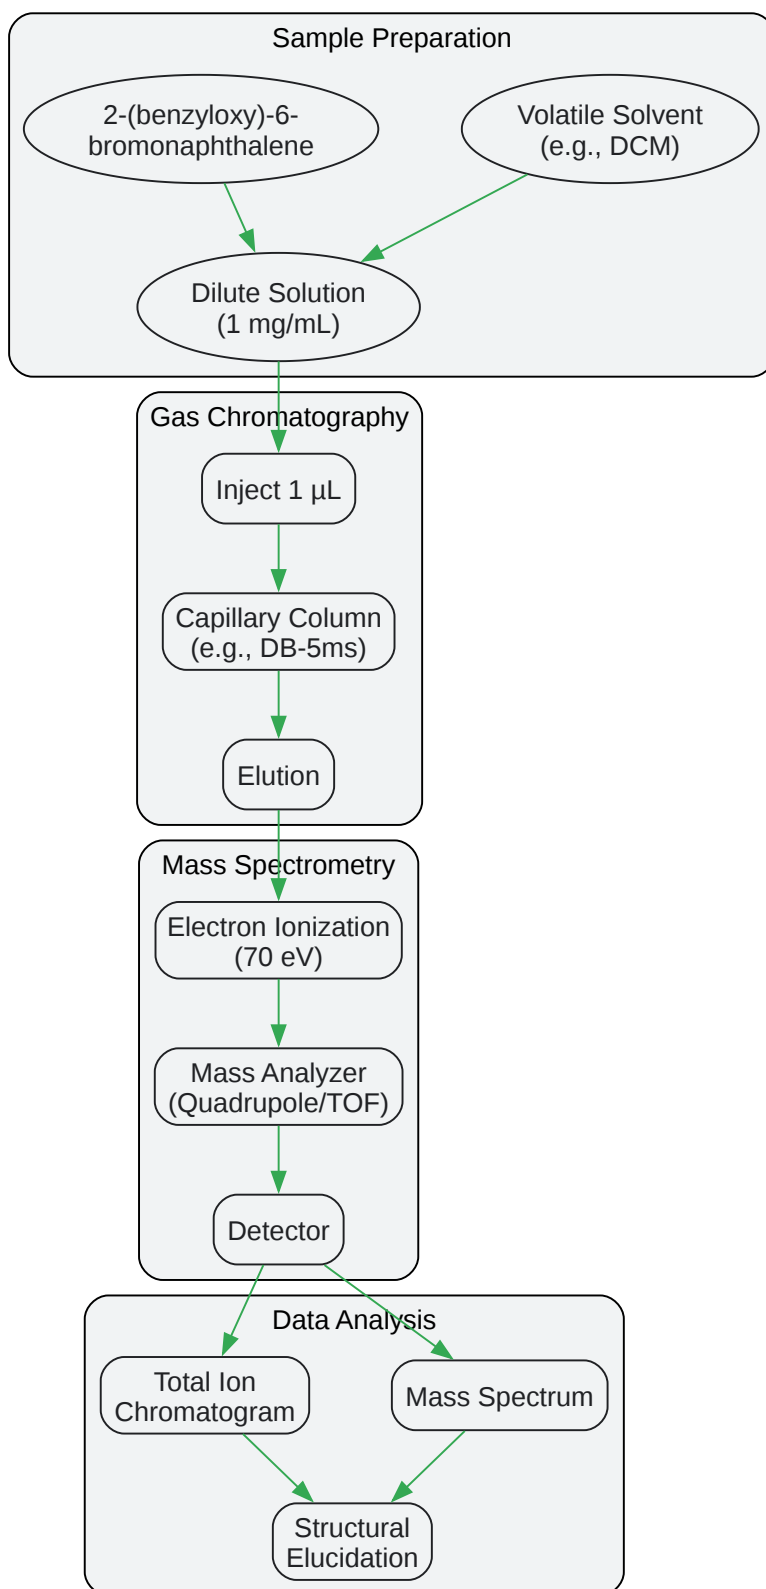 Sample Preparation
2-(benzyloxy)-6-
bromonaphthalene
Volatile Solvent
(e.g., DCM)
Dilute Solution
(1 mg/mL)
Gas Chromatography
Inject 1 µL
Capillary Column
(e.g., DB-5ms)
Elution
Mass Spectrometry
Electron Ionization
(70 eV)
Mass Analyzer
(Quadrupole/TOF)
Detector
Data Analysis
Total Ion
Chromatogram
Mass Spectrum
Structural
Elucidation